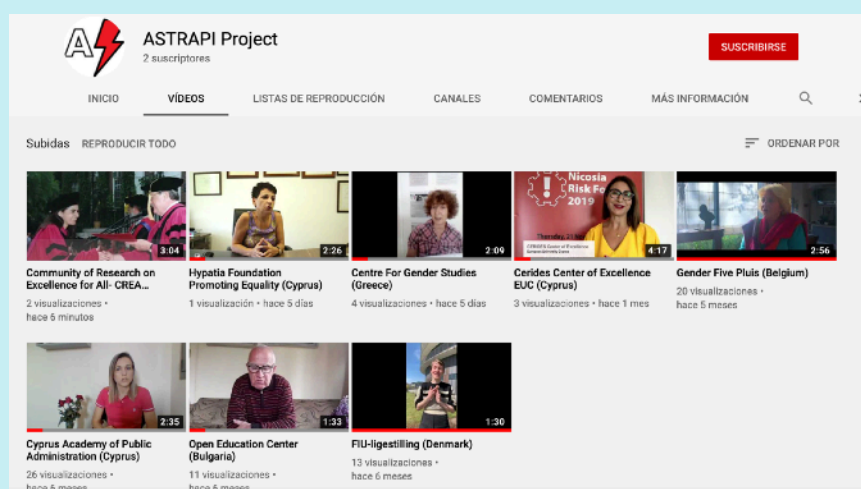 A
ASTRAPI Project
2 suscriptores
SUSCRIBIRSE
INICIO
VÍDEOS
LISTAS DE REPRODUCCIÓN
CANALES
COMENTARIOS
MÁS INFORMACIÓN
Subidas REPRODUCIR TODO
ORDENAR POR
3:04
Community of Research on
Excellence for All- CREA...
2 visualizaciones •
hace 6 minutos
2:26
Hypatia Foundation
Promoting Equality (Cyprus)
1 visualización • hace 5 días
2:09
Centre For Gender Studies
(Greece)
4 visualizaciones • hace 5 días
Nicosia
Risk Fo
2019
4:17
Cerides Center of Excellence
EUC (Cyprus)
3 visualizaciones • hace 1 mes
2:56
Gender Five Pluis (Belgium)
20 visualizaciones •
hace 5 meses
2:35
Cyprus Academy of Public
Administration (Cyprus)
26 visualizaciones •
hace 6 meses
1:33
Open Education Center
(Bulgaria)
11 visualizaciones •
hace 6 meses
1:30
FIU-ligestilling (Denmark)
13 visualizaciones •
hace 6 meses